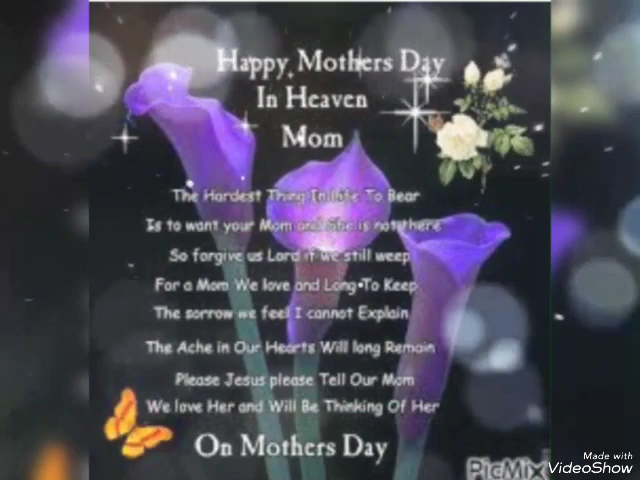 Happy Mothers Day
In Heaven
Mom
The Hardest Thing In Life To Bear
Is to want your Mom and She is not there
So forgive us Lord if we still weep
For a Mom We love and Long To Keep
The sorrow we feel I cannot Explain
The Ache in Our Hearts Will long Remain
Please Jesus please Tell Our Mom
We love Her and Will Be Thinking Of Her
On Mothers Day
PicMix
Made with
VideoShow